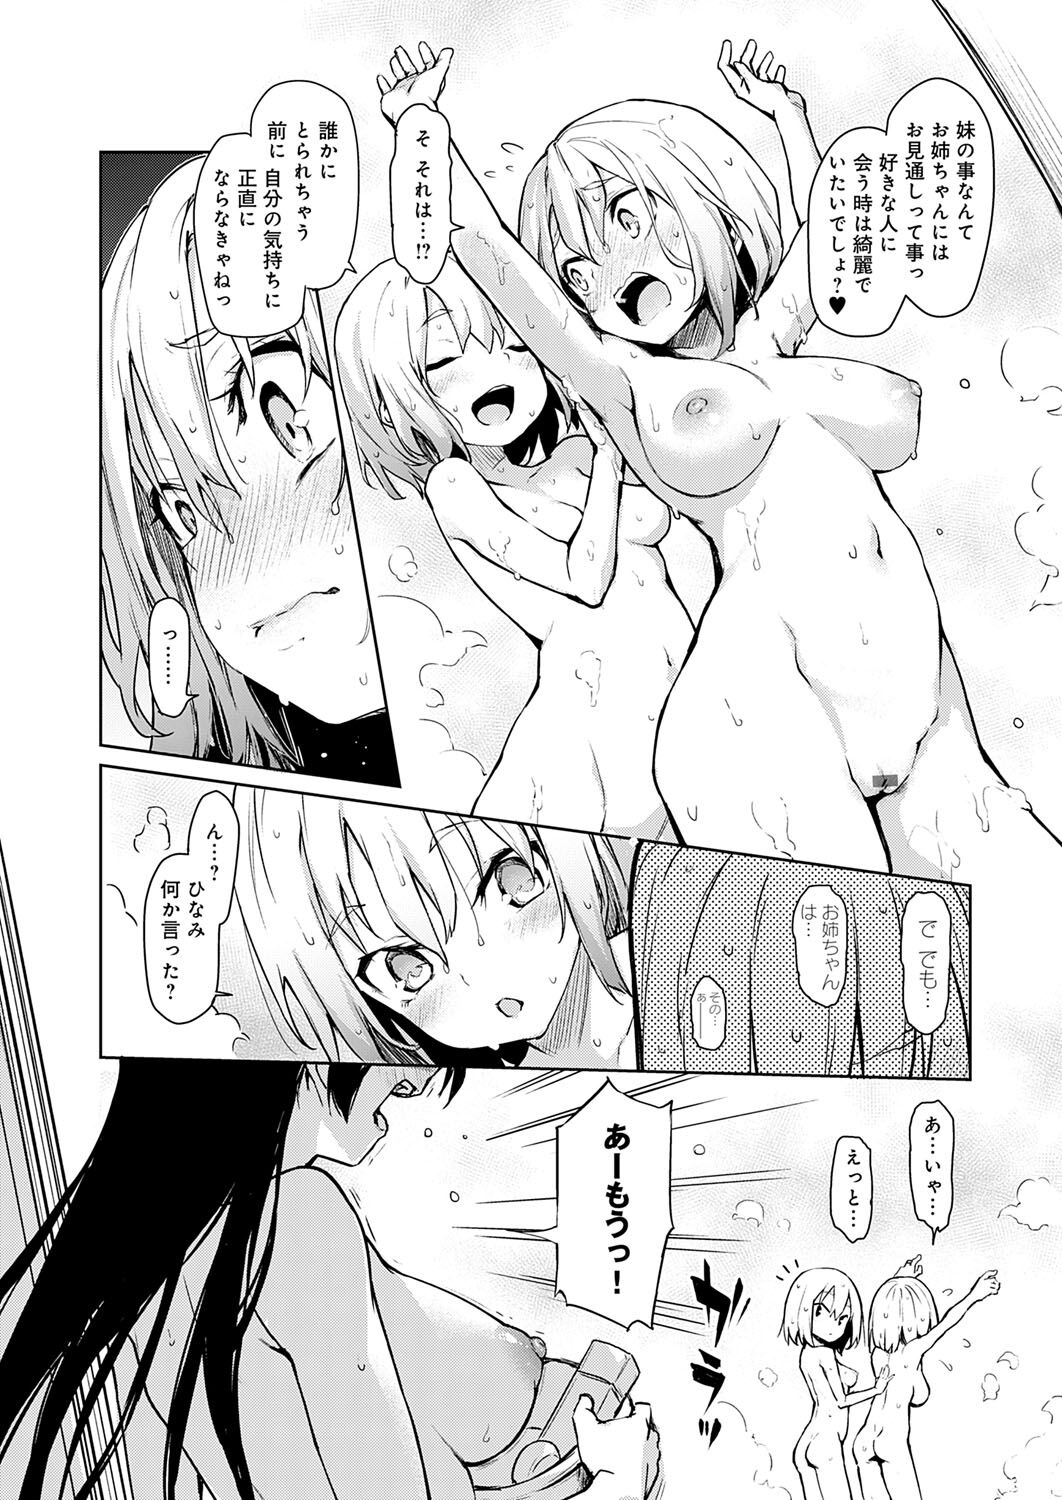 妹の事なんて
お姉ちゃんには
お見通しって事っ
好きな人に
会う時は綺麗で
いたいでしょ？♥
そ それは…!?
誰かに
とられちゃう
前に 自分の気持ちに
正直に
ならなきゃねっ
っ……
で でも…
お姉ちゃん
は…
その…
ぁ――
ん…？
ひなみ
何か言った？
あ…いゃ…
えっと…
あーもうっ！
ガラッ